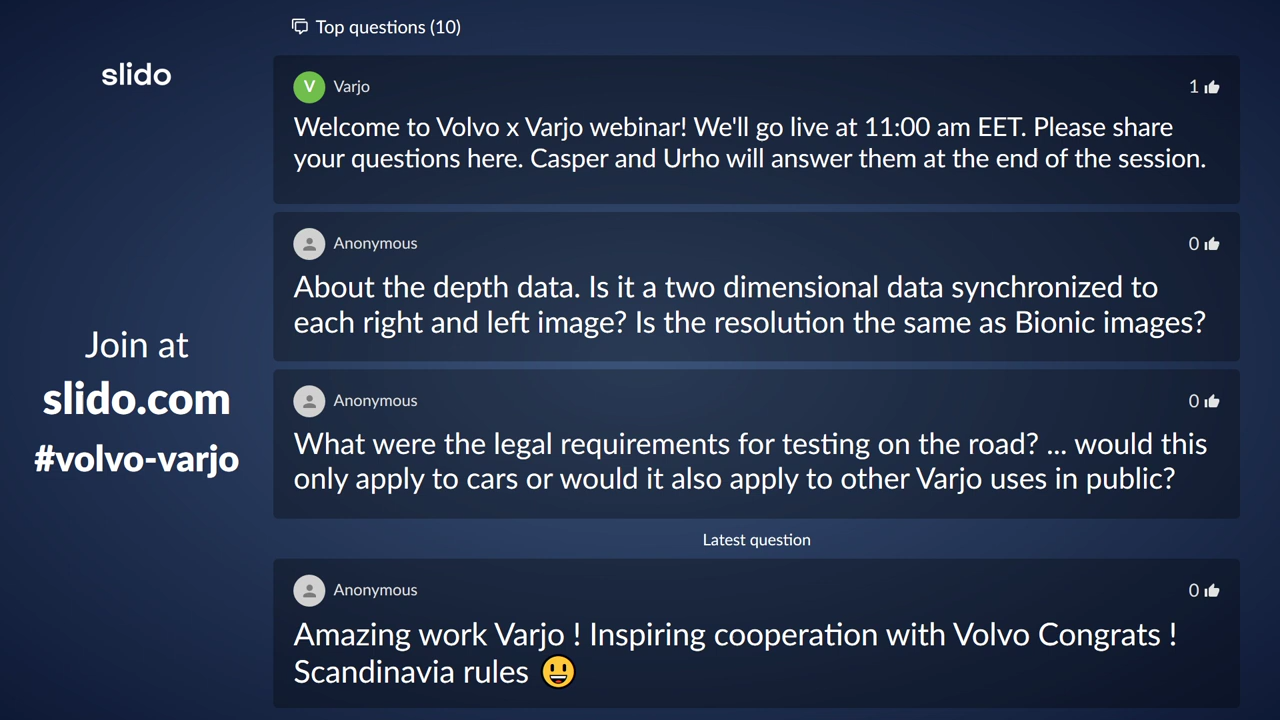 Top questions (10)
slido
V Varjo 1
Welcome to Volvo x Varjo webinar! We'll go live at 11:00 am EET. Please share
your questions here. Casper and Urho will answer them at the end of the session.
Anonymous 0
About the depth data. Is it a two dimensional data synchronized to
each right and left image? Is the resolution the same as Bionic images?
Join at
slido.com
#volvo-varjo
Anonymous 0
What were the legal requirements for testing on the road? ... would this
only apply to cars or would it also apply to other Varjo uses in public?
Latest question
Anonymous 0
Amazing work Varjo ! Inspiring cooperation with Volvo Congrats !
Scandinavia rules 😃